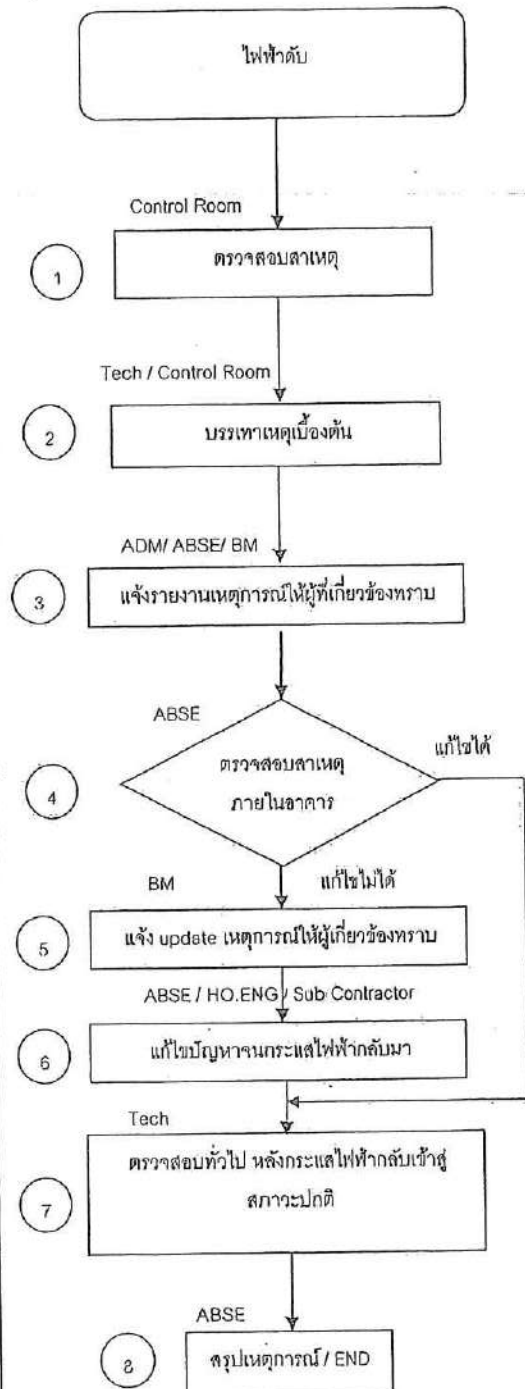 ไฟฟ้าดับ
Control Room
1
ตรวจสอบสาเหตุ
Tech / Control Room
2
บรรเทาเหตุเบื้องต้น
ADM/ ABSE/ BM
3
แจ้งรายงานเหตุการณ์ให้ผู้ที่เกี่ยวข้องทราบ
ABSE
แก้ไขได้
4
ตรวจสอบสาเหตุ
ภายในอาคาร
BM
แก้ไขไม่ได้
5
แจ้ง update เหตุการณ์ให้ผู้เกี่ยวข้องทราบ
ABSE / HO.ENG / Sub Contractor
6
แก้ไขปัญหาจนกระแสไฟฟ้ากลับมา
Tech
7
ตรวจสอบทั่วไป หลังกระแสไฟฟ้ากลับเข้าสู่
สภาวะปกติ
ABSE
8
สรุปเหตุการณ์ / END